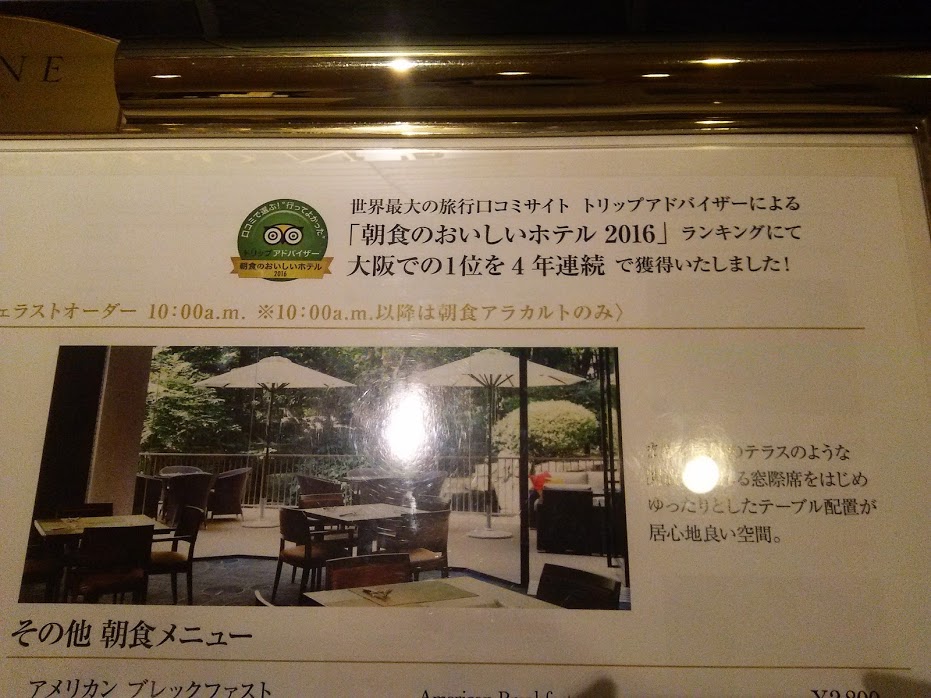 NE
口コミで選ぶ!"行ってよかった"
トリップアドバイザー
朝食のおいしいホテル
2016
世界最大の旅行口コミサイト トリップアドバイザーによる
「朝食のおいしいホテル 2016」ランキングにて
大阪での1位を4年連続で獲得いたしました!
ェラストオーダー 10:00a.m. ※10:00a.m.以降は朝食アラカルトのみ〉
のテラスのような
る窓際席をはじめ
ゆったりとしたテーブル配置が
居心地良い空間。
その他 朝食メニュー
アメリカン ブレックファスト American Breakfast